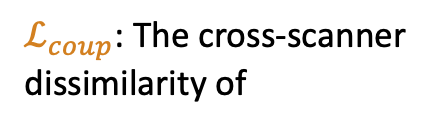 ℒ_coup: The cross-scanner
dissimilarity of